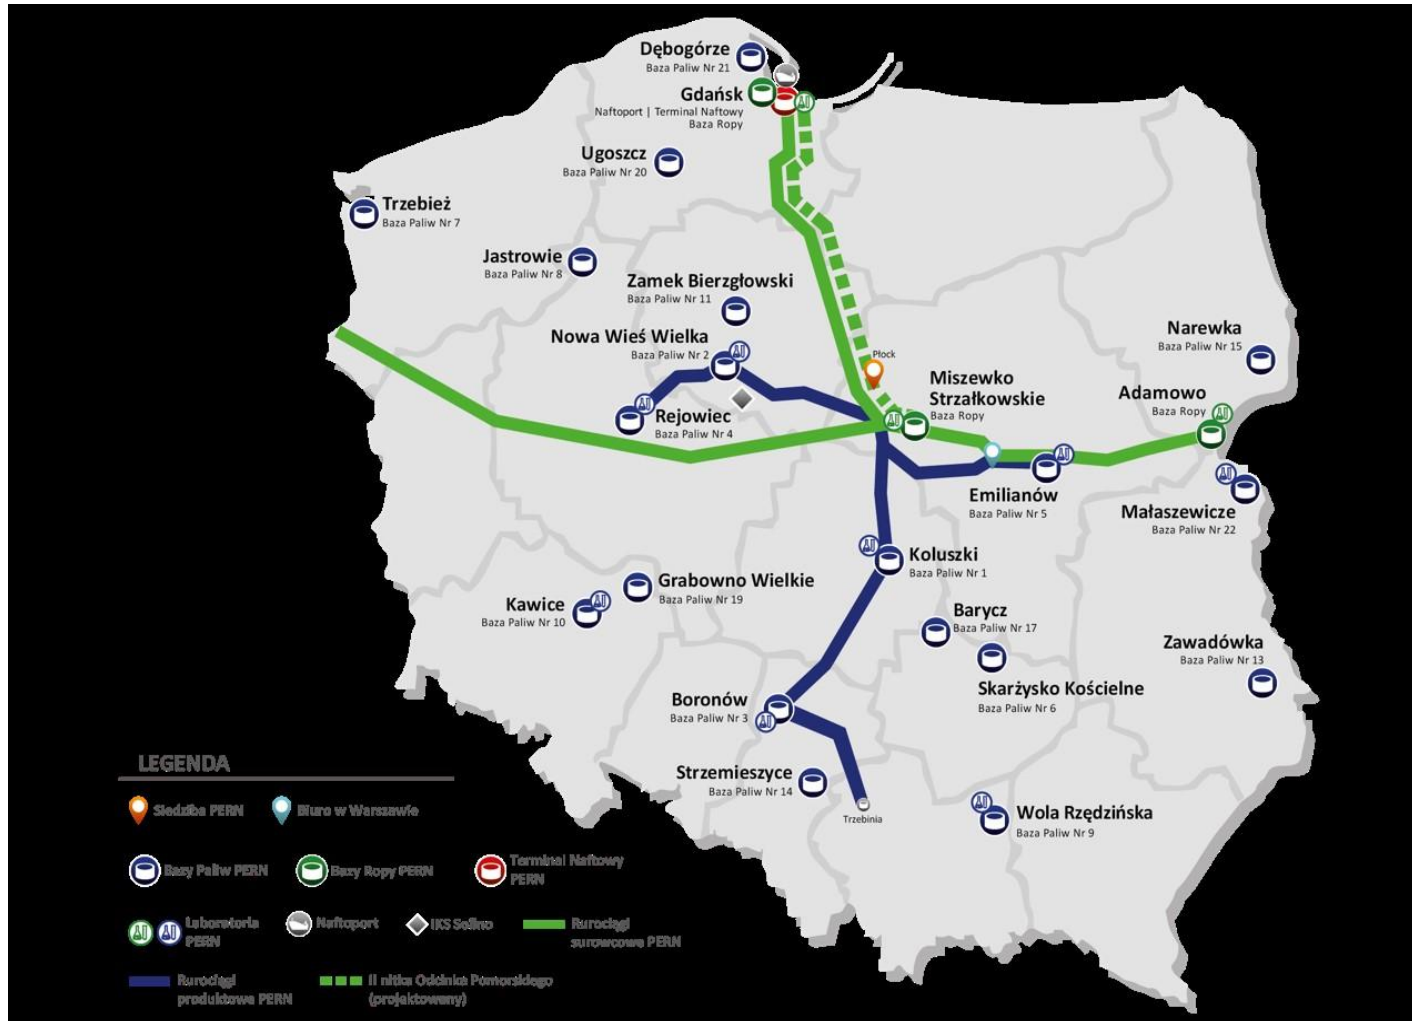 Dębogórze
Baza Paliw Nr 21
Gdańsk
Naftoport | Terminal Naftowy
Baza Ropy
Ugoszcz
Baza Paliw Nr 20
Trzebież
Baza Paliw Nr 7
Jastrowie
Baza Paliw Nr 8
Zamek Bierzgłowski
Baza Paliw Nr 11
Nowa Wieś Wielka
Baza Paliw Nr 2
Rejowiec
Baza Paliw Nr 4
Płock
Miszewko
Strzałkowskie
Baza Ropy
Narewka
Baza Paliw Nr 15
Adamowo
Baza Ropy
Emilianów
Baza Paliw Nr 5
Małaszewicze
Baza Paliw Nr 22
Koluszki
Baza Paliw Nr 1
Grabowno Wielkie
Baza Paliw Nr 19
Kawice
Baza Paliw Nr 10
Barycz
Baza Paliw Nr 17
Zawadówka
Baza Paliw Nr 13
Skarżysko Kościelne
Baza Paliw Nr 6
Boronów
Baza Paliw Nr 3
Strzemieszyce
Baza Paliw Nr 14
Trzebinia
Wola Rzędzińska
Baza Paliw Nr 9
LEGENDA
Siedziba PERN
Biuro w Warszawie
Bazy Paliw PERN
Bazy Ropy PERN
Terminal Naftowy
PERN
Laboratoria
PERN
Naftoport
IKS Solino
Rurociągi
surowcowe PERN
Rurociągi
produktowe PERN
II nitka Odcinka Pomorskiego
(projektowany)